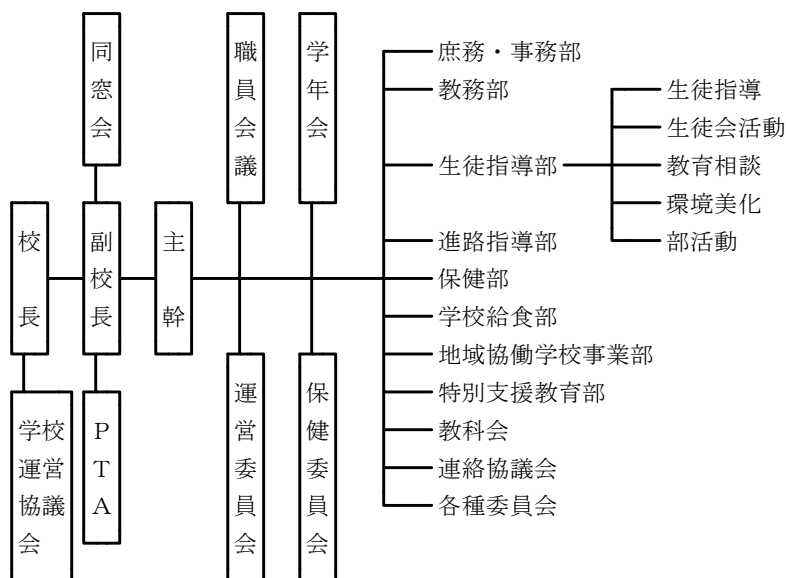 同窓会
職員会議
学年会
校長
副校長
主幹
学校
運営
協議
会
PTA
運営委員会
保健委員会
庶務・事務部
教務部
生徒指導部
進路指導部
保健部
学校給食部
地域協働学校事業部
特別支援教育部
教科会
連絡協議会
各種委員会
生徒指導
生徒会活動
教育相談
環境美化
部活動